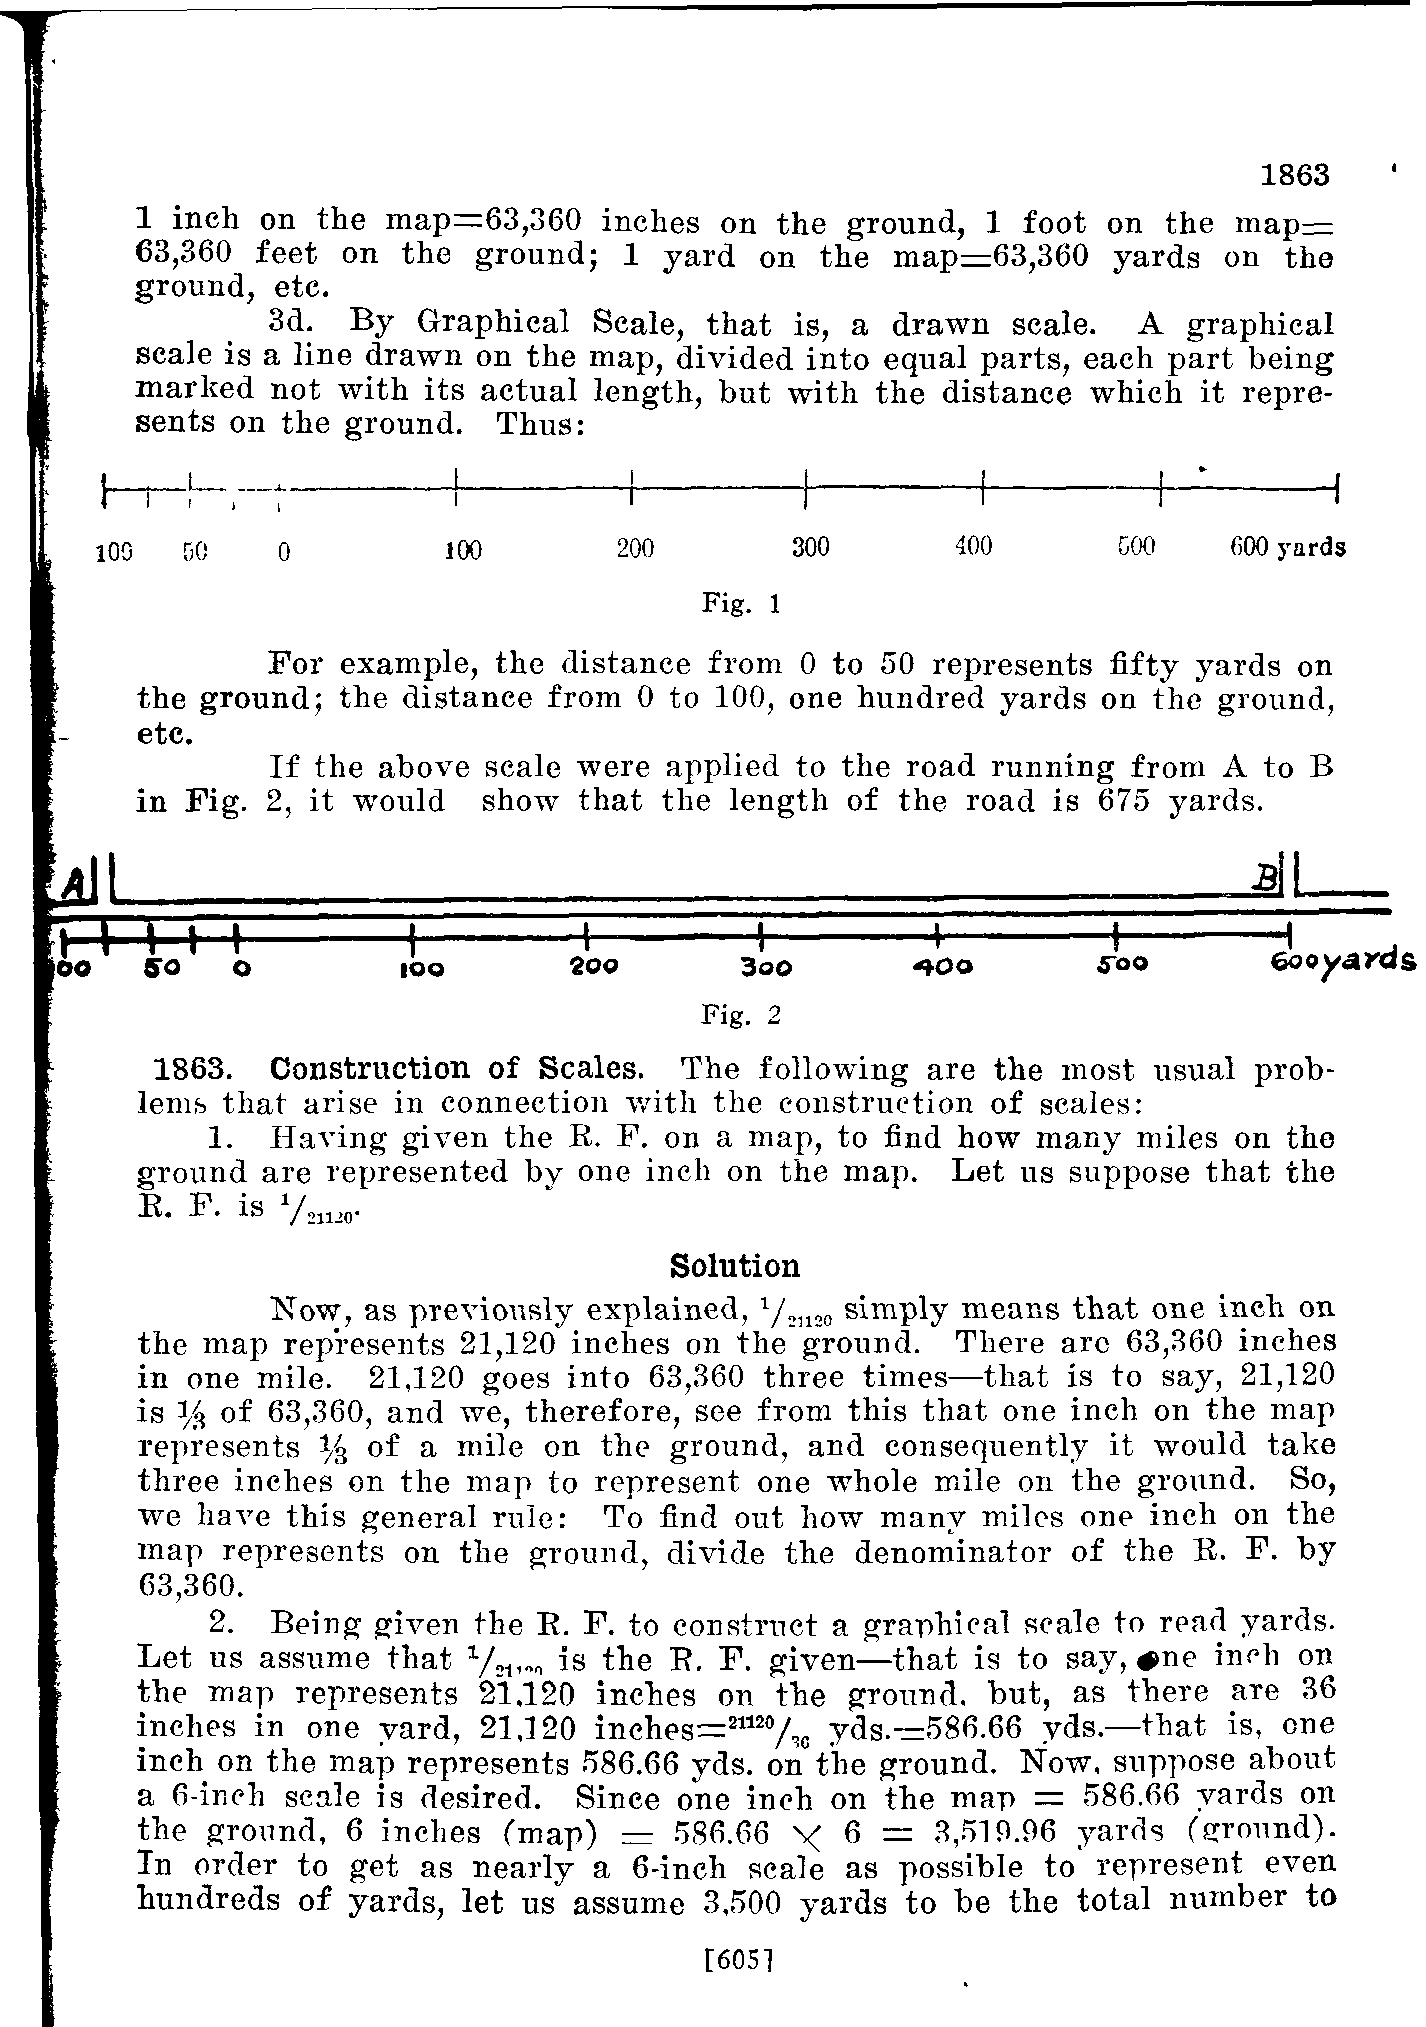 1863
1 inch on the map=63,360 inches on the ground, 1 foot on the map=
63,360 feet on the ground; 1 yard on the map=63,360 yards on the
ground, etc.
3d. By Graphical Scale, that is, a drawn scale. A graphical
scale is a line drawn on the map, divided into equal parts, each part being
marked not with its actual length, but with the distance which it repre-
sents on the ground. Thus:
100 50 0 100 200 300 400 500 600 yards
Fig. 1
For example, the distance from 0 to 50 represents fifty yards on
the ground; the distance from 0 to 100, one hundred yards on the ground,
etc.
If the above scale were applied to the road running from A to B
in Fig. 2, it would show that the length of the road is 675 yards.
A B
00 50 0 100 200 300 400 500 600 yards
Fig. 2
1863. Construction of Scales. The following are the most usual prob-
lems that arise in connection with the construction of scales:
1. Having given the R. F. on a map, to find how many miles on the
ground are represented by one inch on the map. Let us suppose that the
R. F. is 1/21120.
Solution
Now, as previously explained, 1/21120 simply means that one inch on
the map represents 21,120 inches on the ground. There are 63,360 inches
in one mile. 21,120 goes into 63,360 three times—that is to say, 21,120
is ⅓ of 63,360, and we, therefore, see from this that one inch on the map
represents ⅓ of a mile on the ground, and consequently it would take
three inches on the map to represent one whole mile on the ground. So,
we have this general rule: To find out how many miles one inch on the
map represents on the ground, divide the denominator of the R. F. by
63,360.
2. Being given the R. F. to construct a graphical scale to read yards.
Let us assume that 1/21120 is the R. F. given—that is to say, one inch on
the map represents 21,120 inches on the ground, but, as there are 36
inches in one yard, 21,120 inches=21120/36 yds.=586.66 yds.—that is, one
inch on the map represents 586.66 yds. on the ground. Now, suppose about
a 6-inch scale is desired. Since one inch on the map = 586.66 yards on
the ground, 6 inches (map) = 586.66 × 6 = 3,519.96 yards (ground).
In order to get as nearly a 6-inch scale as possible to represent even
hundreds of yards, let us assume 3,500 yards to be the total number to
[605]